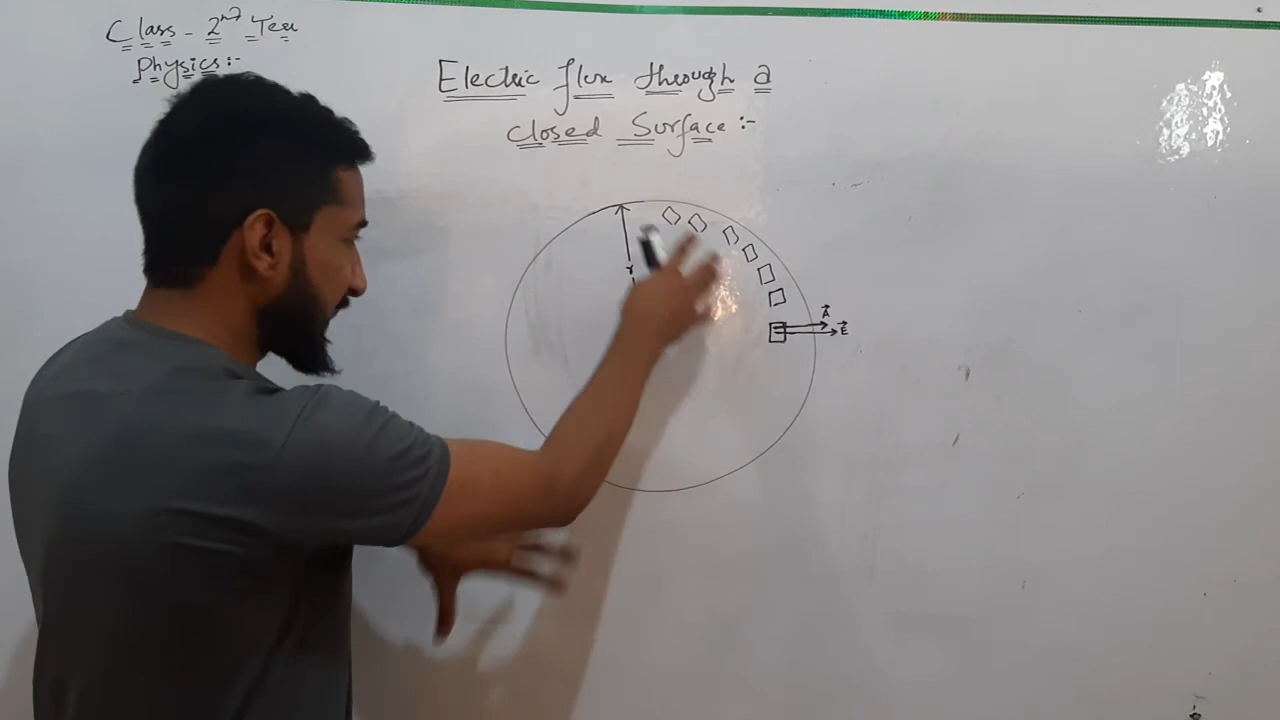 Class - 2nd Year
Physics:-
Electric flux through a
closed Surface:-
r
A
E